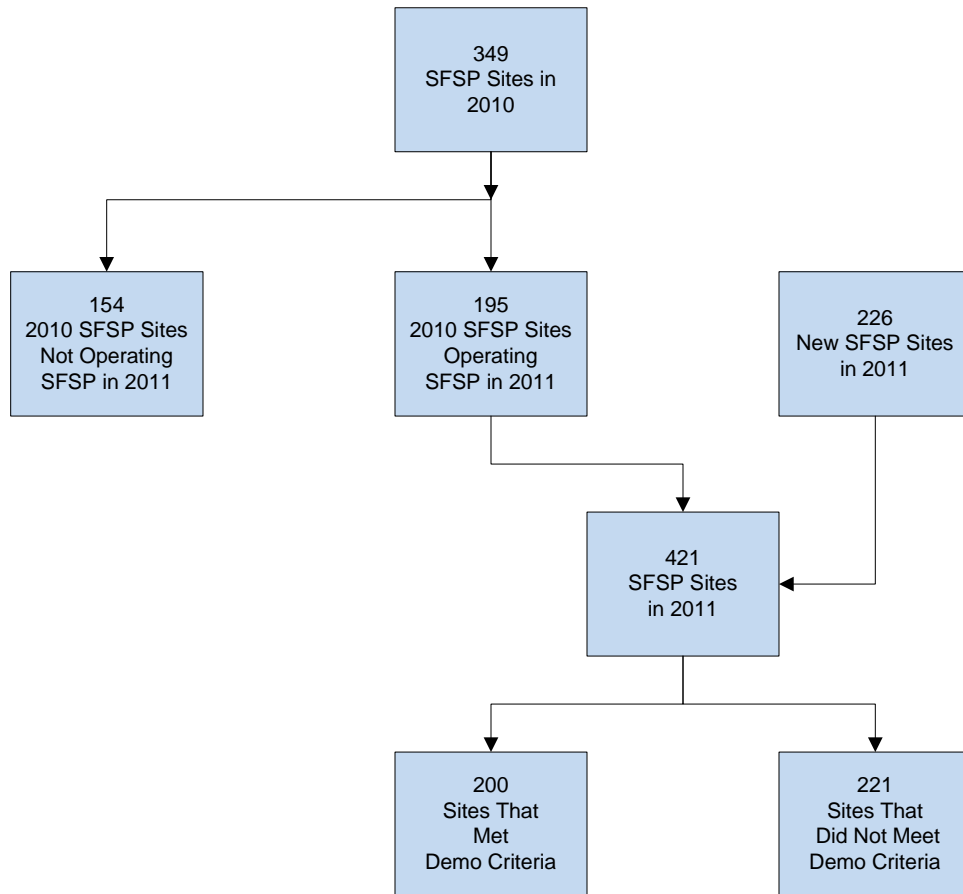 349
SFSP Sites in
2010
154
2010 SFSP Sites
Not Operating
SFSP in 2011
195
2010 SFSP Sites
Operating
SFSP in 2011
226
New SFSP Sites
in 2011
421
SFSP Sites
in 2011
200
Sites That
Met
Demo Criteria
221
Sites That
Did Not Meet
Demo Criteria